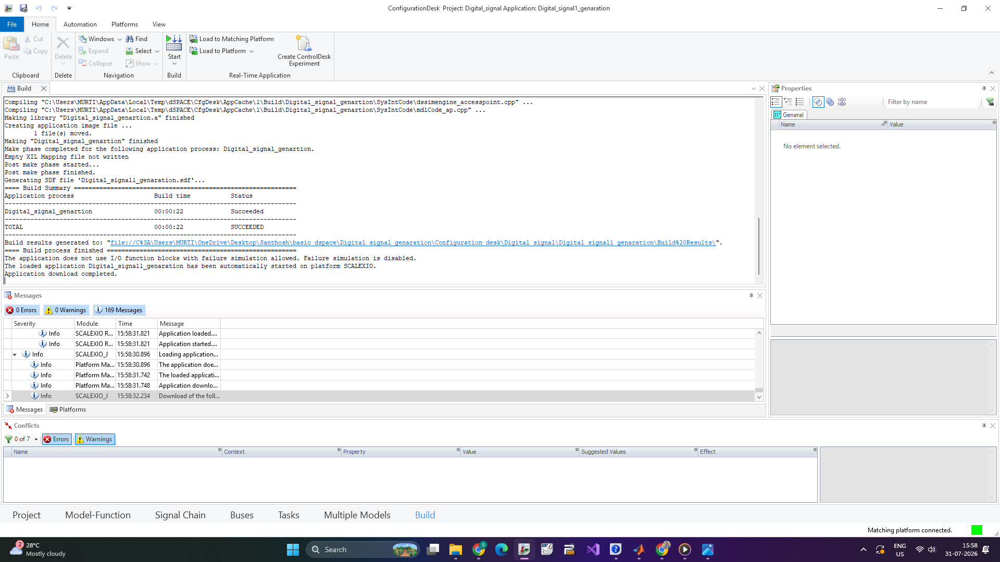 ConfigurationDesk  Project: Digital_signal Application: Digital_signal1_genaration
File Home Automation Platforms View
Paste Cut Copy Delete Windows Find Expand Select Collapse Show Start Load to Matching Platform Load to Platform Create ControlDesk Experiment
Clipboard Delete Navigation Build Real-Time Application
Build
Compiling "C:\Users\MURTI\AppData\Local\Temp\dSPACE\CfgDesk\AppCache\1\Build\Digital_signal_genartion\SysIntCode\dssimengine_accesspoint.cpp" ...
Compiling "C:\Users\MURTI\AppData\Local\Temp\dSPACE\CfgDesk\AppCache\1\Build\Digital_signal_genartion\SysIntCode\mdlCode_ap.cpp" ...
Making library "Digital_signal_genartion.a" finished
Creating application image file ...
1 file(s) moved.
Making "Digital_signal_genartion" finished
Make phase completed for the following application process: Digital_signal_genartion.
Empty XIL Mapping file not written
Post make phase started...
Post make phase finished.
Generating SDF file 'Digital_signal1_genaration.sdf'...
==== Build Summary =============================================================
Application process Build time Status
--------------------------------------------------------------------------------
Digital_signal_genartion 00:00:22 Succeeded
--------------------------------------------------------------------------------
TOTAL 00:00:22 SUCCEEDED
--------------------------------------------------------------------------------
Build results generated to: "file://C%3A\Users\MURTI\OneDrive\Desktop\Santhosh\basic dspace\Digital signal genaration\Configuration desk\Digital signal\Digital signal1 genaration\Build%20Results\".
==== Build process finished ====================================================
The application does not use I/O function blocks with failure simulation allowed. Failure simulation is disabled.
The loaded application Digital_signal1_genaration has been automatically started on platform SCALEXIO.
Application download completed.
Messages
0 Errors 0 Warnings 169 Messages
Severity Module Time Message
Info SCALEXIO R... 15:58:31.821 Application loaded....
Info SCALEXIO R... 15:58:31.821 Application started....
Info SCALEXIO_J 15:58:30.896 Loading application...
Info Platform Ma... 15:58:30.896 The application doe...
Info Platform Ma... 15:58:31.742 The loaded applicati...
Info Platform Ma... 15:58:31.748 Application downlo...
Info SCALEXIO_J 15:58:32.234 Download of the foll...
Messages Platforms
Properties
Filter by name
General
Name Value
No element selected.
Conflicts
0 of 7 Errors Warnings
Name Context Property Value Suggested Values Effect
Project Model-Function Signal Chain Buses Tasks Multiple Models Build
Matching platform connected.
2
28°C
Mostly cloudy
Search
S
CAN
ENG
US
15:58
31-07-2026